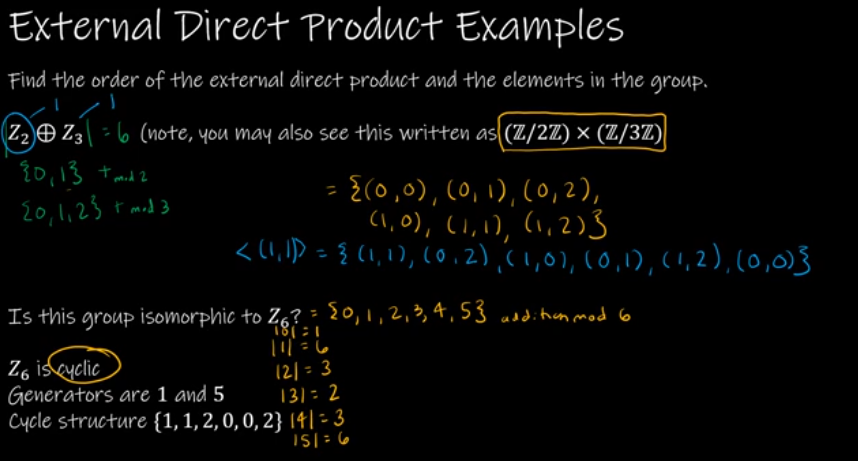 External Direct Product Examples
Find the order of the external direct product and the elements in the group.
1 1
|Z₂ ⊕ Z₃| = 6 (note, you may also see this written as (ℤ/2ℤ) × (ℤ/3ℤ)
{0,1} + mod 2
{0,1,2} + mod 3
= {(0,0), (0,1), (0,2),
(1,0), (1,1), (1,2)}
<(1,1)> = {(1,1), (0,2), (1,0), (0,1), (1,2), (0,0)}
Is this group isomorphic to Z₆? = {0,1,2,3,4,5} addition mod 6
|0| = 1
|1| = 6
Z₆ is cyclic |2| = 3
Generators are 1 and 5 |3| = 2
Cycle structure {1, 1, 2, 0, 0, 2} |4| = 3
|5| = 6